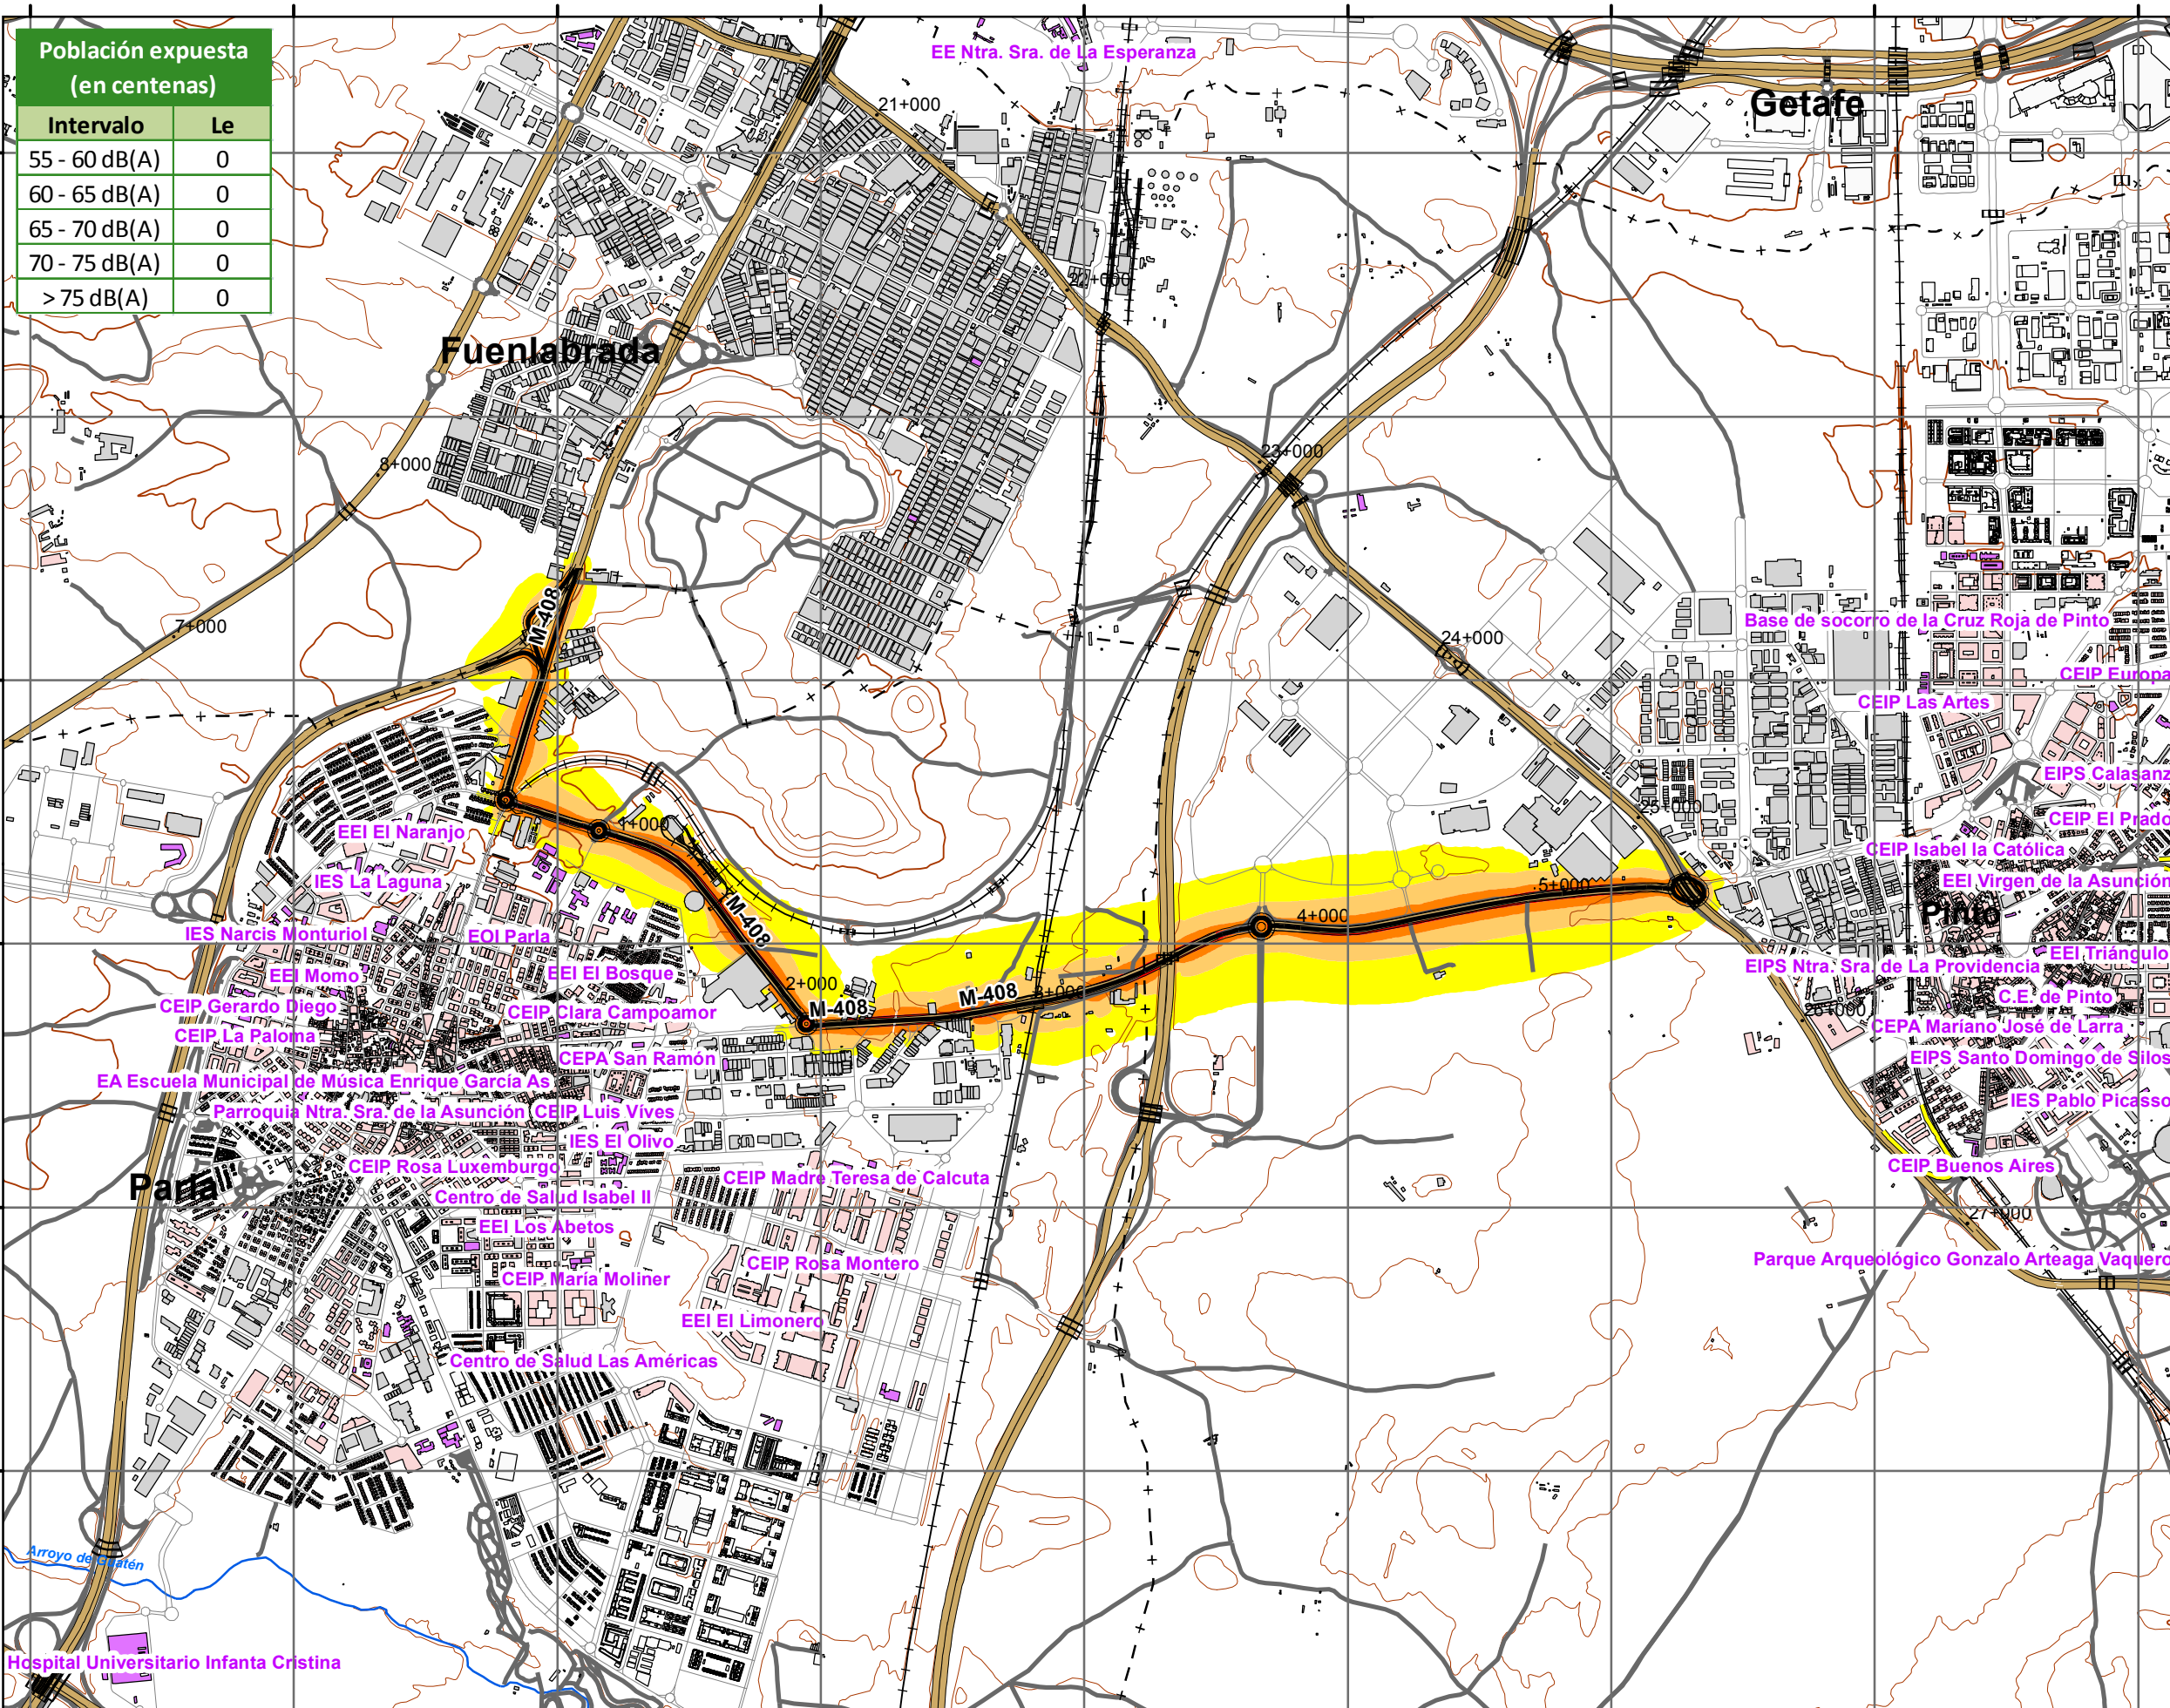 Población expuesta
(en centenas)
Intervalo Le
55 - 60 dB(A) 0
60 - 65 dB(A) 0
65 - 70 dB(A) 0
70 - 75 dB(A) 0
> 75 dB(A) 0
EE Ntra. Sra. de La Esperanza
Getafe
21+000
22+000
Fuenlabrada
8+000
23+000
7+000
M-408
24+000
Base de socorro de la Cruz Roja de Pinto
CEIP Europa
CEIP Las Artes
EIPS Calasanz
25+000
CEIP El Prado
EEI El Naranjo
1+000
CEIP Isabel la Católica
IES La Laguna
EEI Virgen de la Asunción
5+000
Pinto
4+000
M-408
IES Narcis Monturiol
EOI Parla
EEI Triángulo
EIPS Ntra. Sra. de La Providencia
EEI Momo
EEI El Bosque
2+000
M-408
3+000
C.E. de Pinto
CEIP Gerardo Diego
M-408
CEIP Clara Campoamor
26+000
CEPA Mariano José de Larra
CEIP La Paloma
CEPA San Ramón
EIPS Santo Domingo de Silos
EA Escuela Municipal de Música Enrique García As
IES Pablo Picasso
Parroquia Ntra. Sra. de la Asunción
CEIP Luis Vives
IES El Olivo
CEIP Rosa Luxemburgo
CEIP Buenos Aires
CEIP Madre Teresa de Calcuta
Parla
Centro de Salud Isabel II
27+000
EEI Los Abetos
Parque Arqueológico Gonzalo Arteaga Vaquero
CEIP Rosa Montero
CEIP María Moliner
EEI El Limonero
Centro de Salud Las Américas
Arroyo de Guatén
Hospital Universitario Infanta Cristina